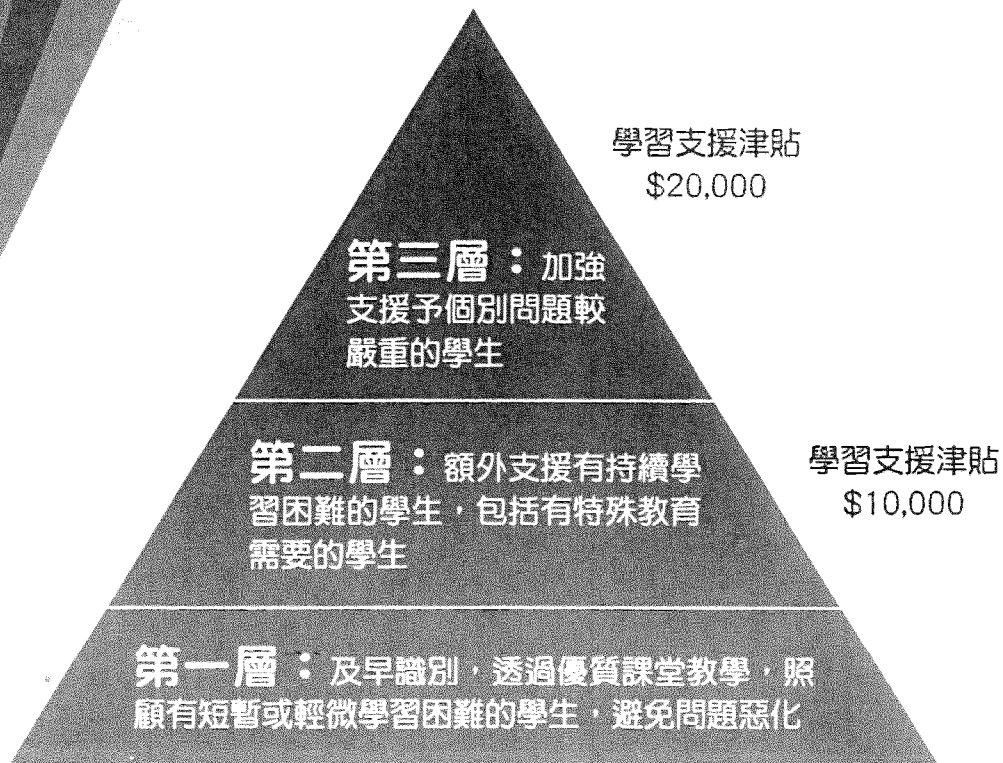 學習支援津貼
$20,000
第三層：加強
支援予個別問題較
嚴重的學生
第二層：額外支援有持續學
習困難的學生，包括有特殊教育
需要的學生
學習支援津貼
$10,000
第一層：及早識別，透過優質課堂教學，照
顧有短暫或輕微學習困難的學生，避免問題惡化